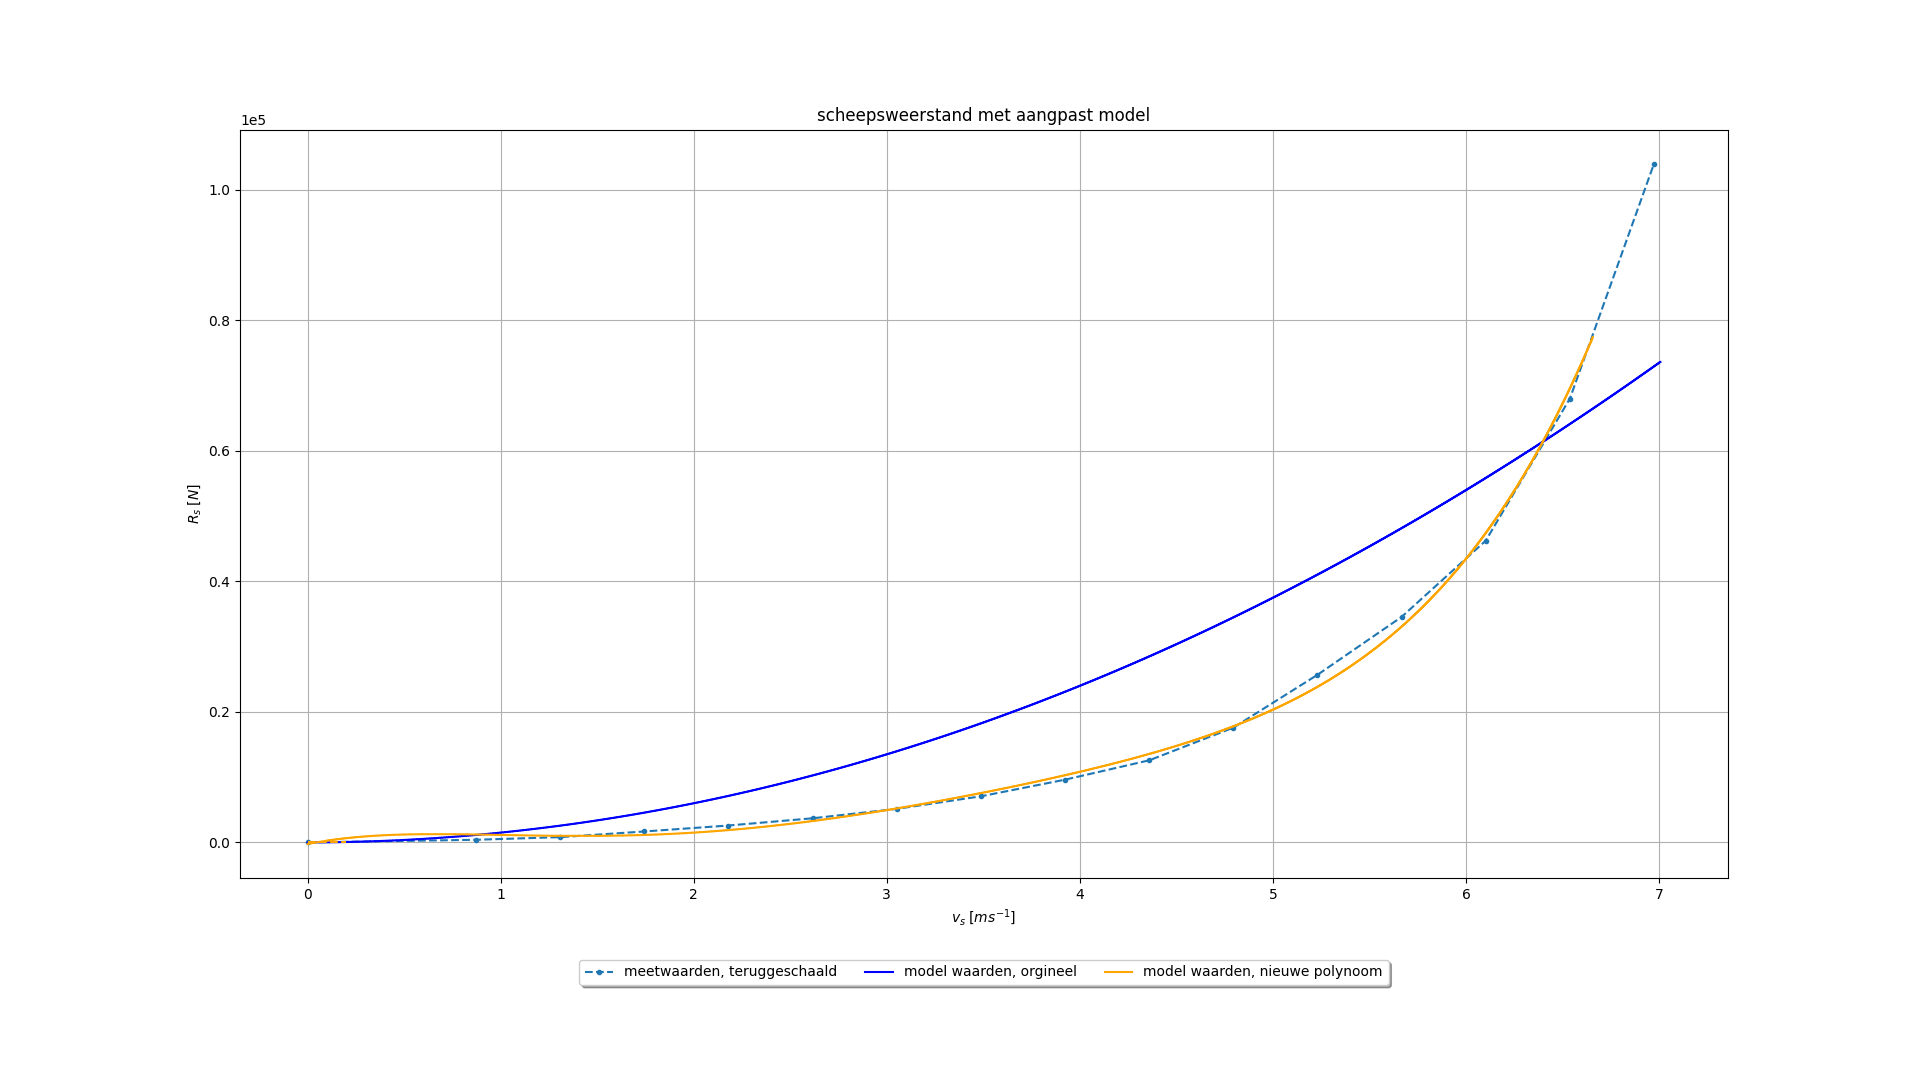 scheepsweerstand met aangpast model
1e5
1.0
0.8
0.6
0.4
0.2
0.0
R_s [N]
0 1 2 3 4 5 6 7
v_s [ms^{-1}]
meetwaarden, teruggeschaald model waarden, orgineel model waarden, nieuwe polynoom